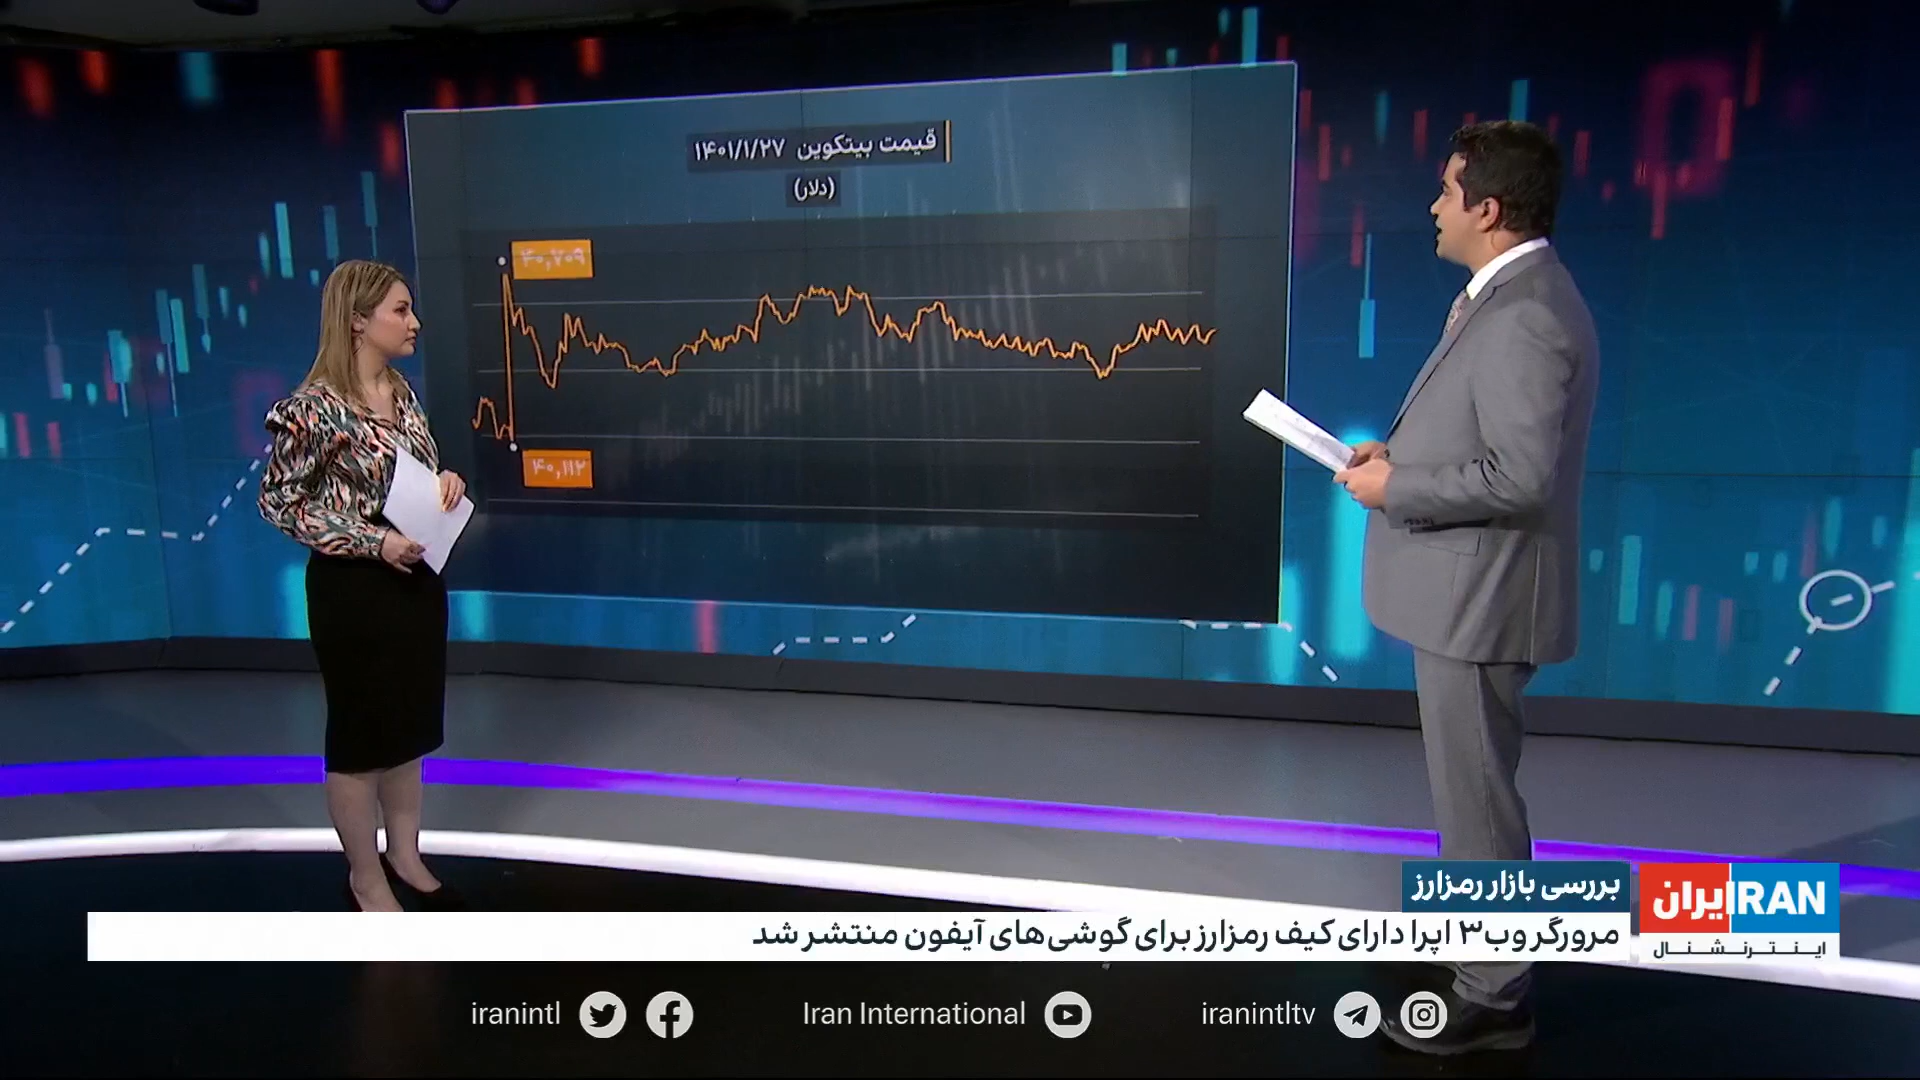 قیمت بیتکوین ۱۴۰۱/۱/۲۷
(دلار)
۴۰,۷۰۹
۴۰,۱۱۲
بررسی بازار رمزارز
مرورگر وب۳ اپرا دارای کیف رمزارز برای گوشی‌های آیفون منتشر شد
ایران IRAN
اینترنشنال
iranintl
Iran International
iranintltv